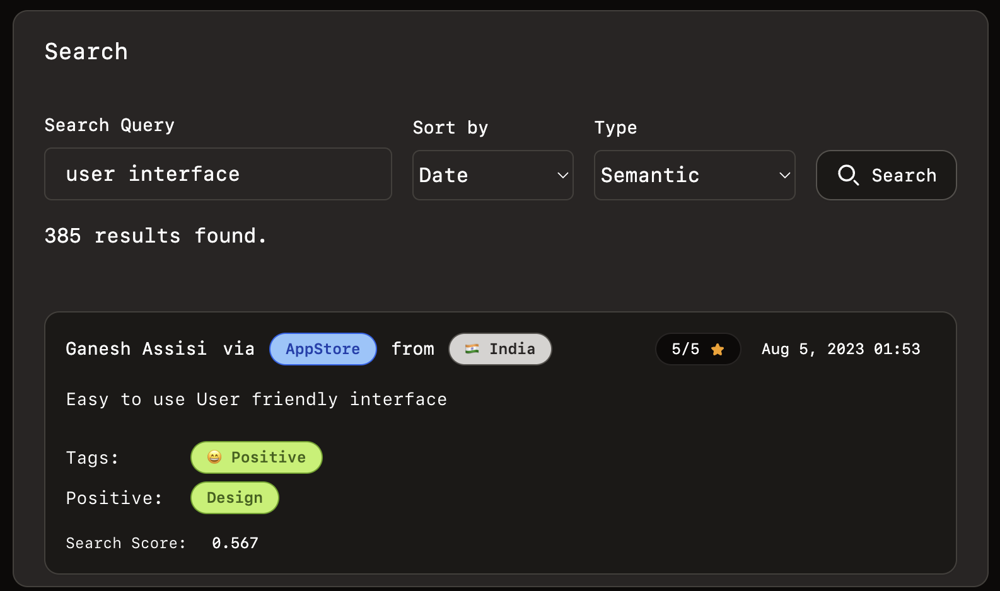 Search
Search Query
Sort by
Type
user interface
Date
Semantic
Search
385 results found.
Ganesh Assisi via AppStore from India 5/5 Aug 5, 2023 01:53
Easy to use User friendly interface
Tags: Positive
Positive: Design
Search Score: 0.567